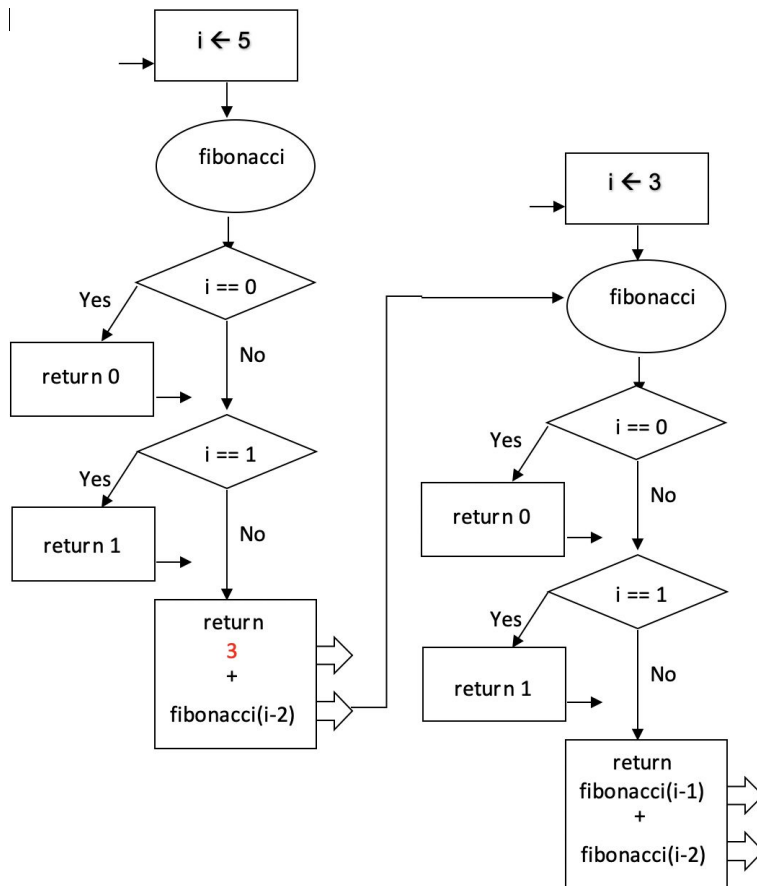 i ← 5
fibonacci
i == 0
Yes
No
return 0
i == 1
Yes
No
return 1
return
3
+
fibonacci(i-2)
i ← 3
fibonacci
i == 0
Yes
No
return 0
i == 1
Yes
No
return 1
return
fibonacci(i-1)
+
fibonacci(i-2)